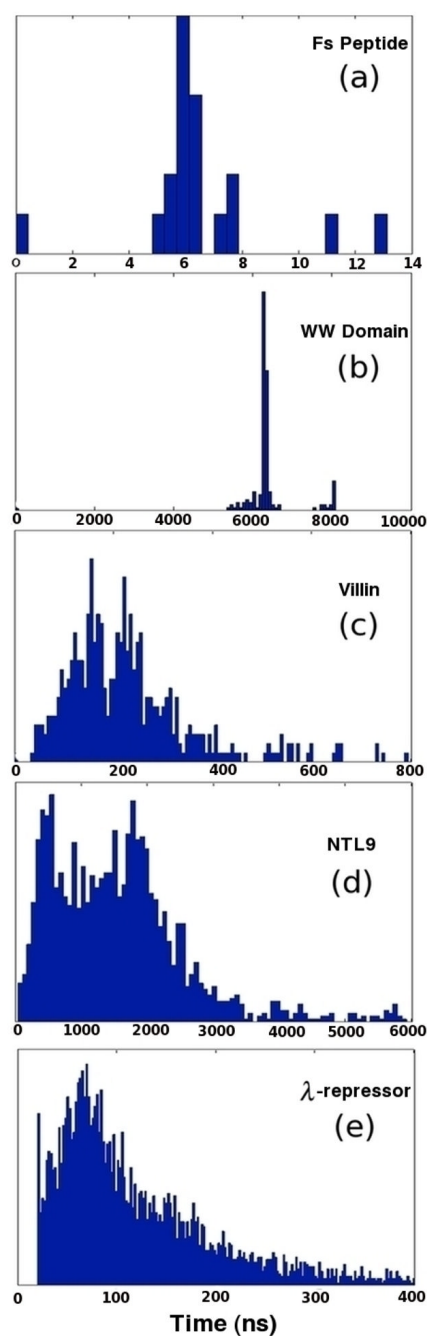 Fs Peptide
(a)
0 2 4 6 8 10 12 14
WW Domain
(b)
0 2000 4000 6000 8000 10000
Villin
(c)
0 200 400 600 800
NTL9
(d)
0 1000 2000 3000 4000 5000 6000
λ-repressor
(e)
0 100 200 300 400
Time (ns)